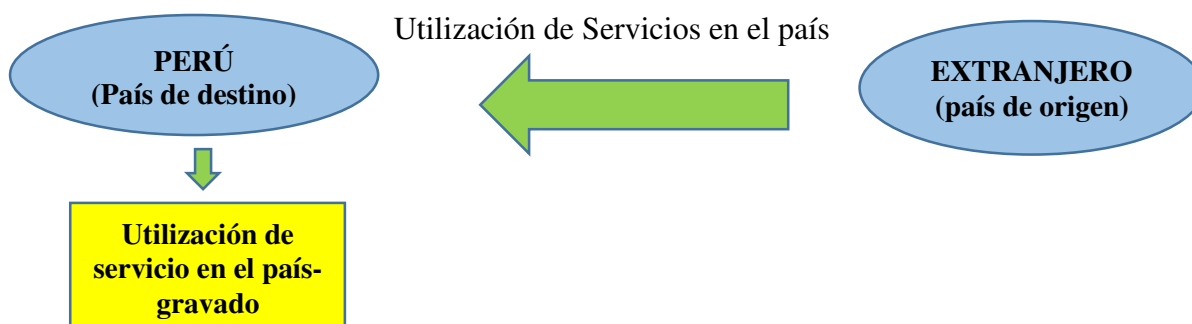 Utilización de Servicios en el país
PERÚ
(País de destino)
EXTRANJERO
(país de origen)
Utilización de
servicio en el país-
gravado